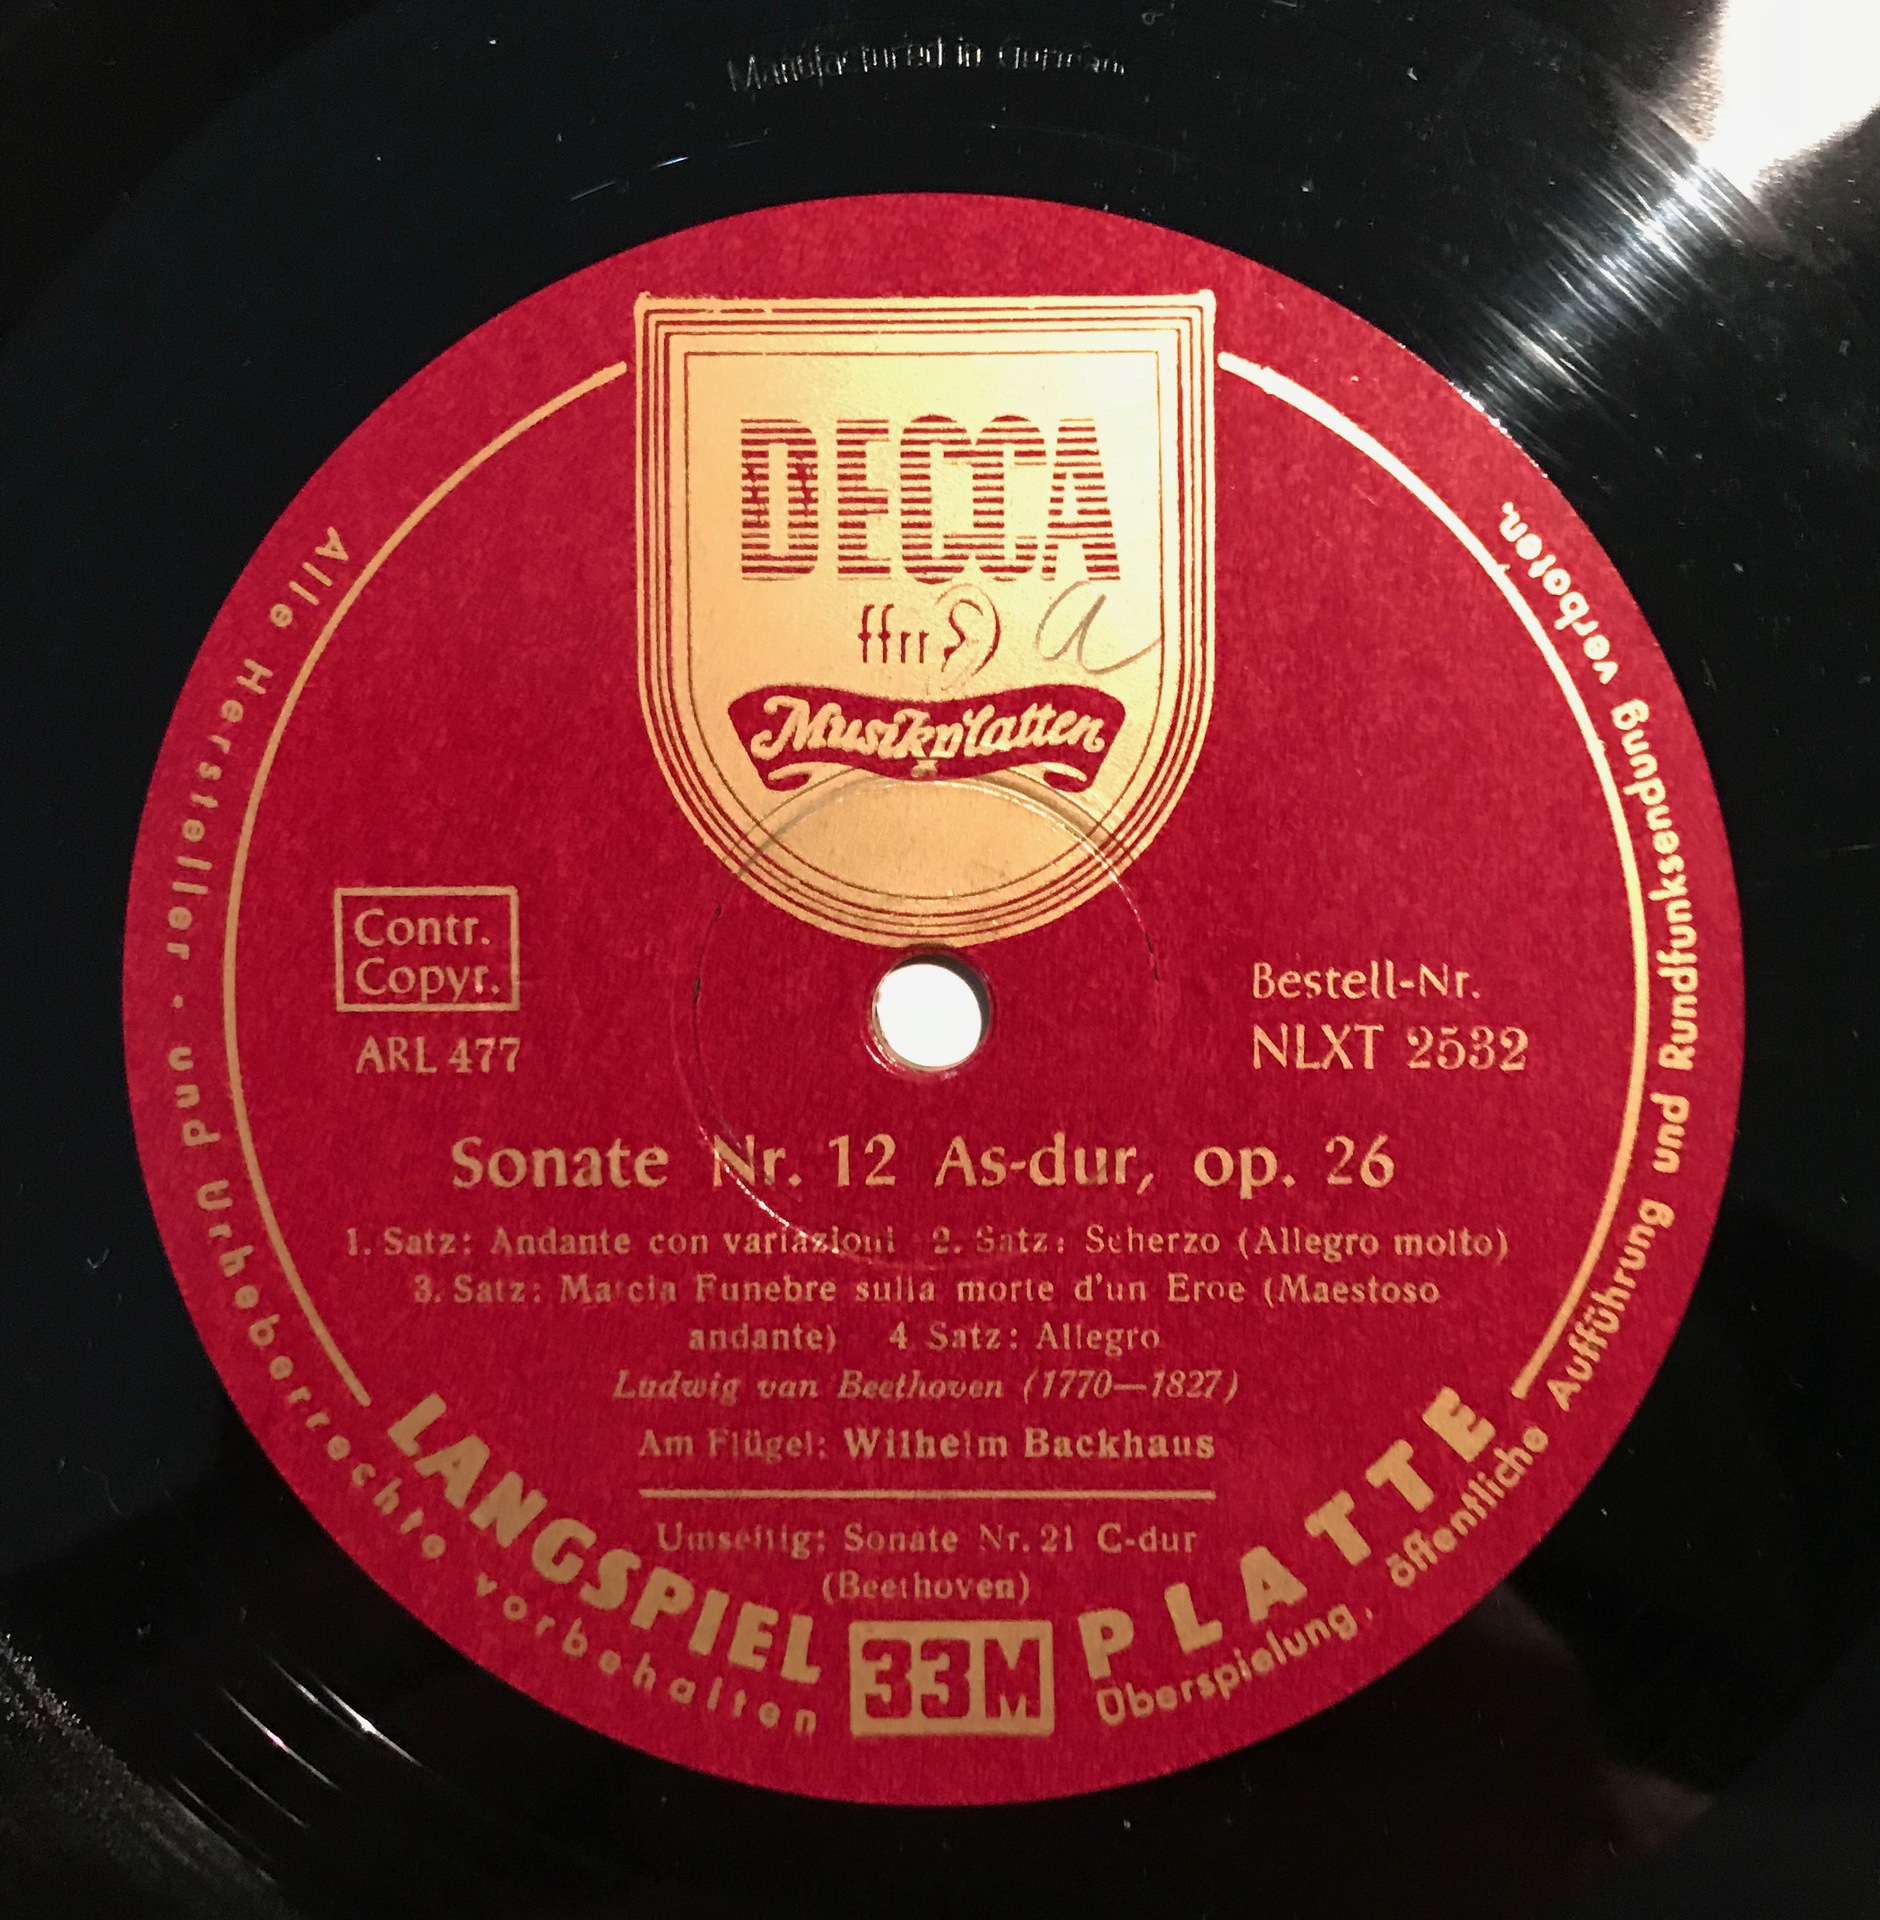 Manufactured in Germany
DECCA
ffrr
a
Musikplatten
Contr.
Copyr.
ARL 477
Bestell-Nr.
NLXT 2532
Sonate Nr. 12 As-dur, op. 26
1. Satz: Andante con variazioni 2. Satz: Scherzo (Allegro molto)
3. Satz: Marcia Funebre sulla morte d'un Eroe (Maestoso
andante) 4. Satz: Allegro
Ludwig van Beethoven (1770—1827)
Am Flügel: Wilhelm Backhaus
Umseitig: Sonate Nr. 21 C-dur
(Beethoven)
LANGSPIEL 33M PLATTE
Alle Hersteller- und Urheberrechte vorbehalten
Überspielung, öffentliche Aufführung und Rundfunksendung verboten.